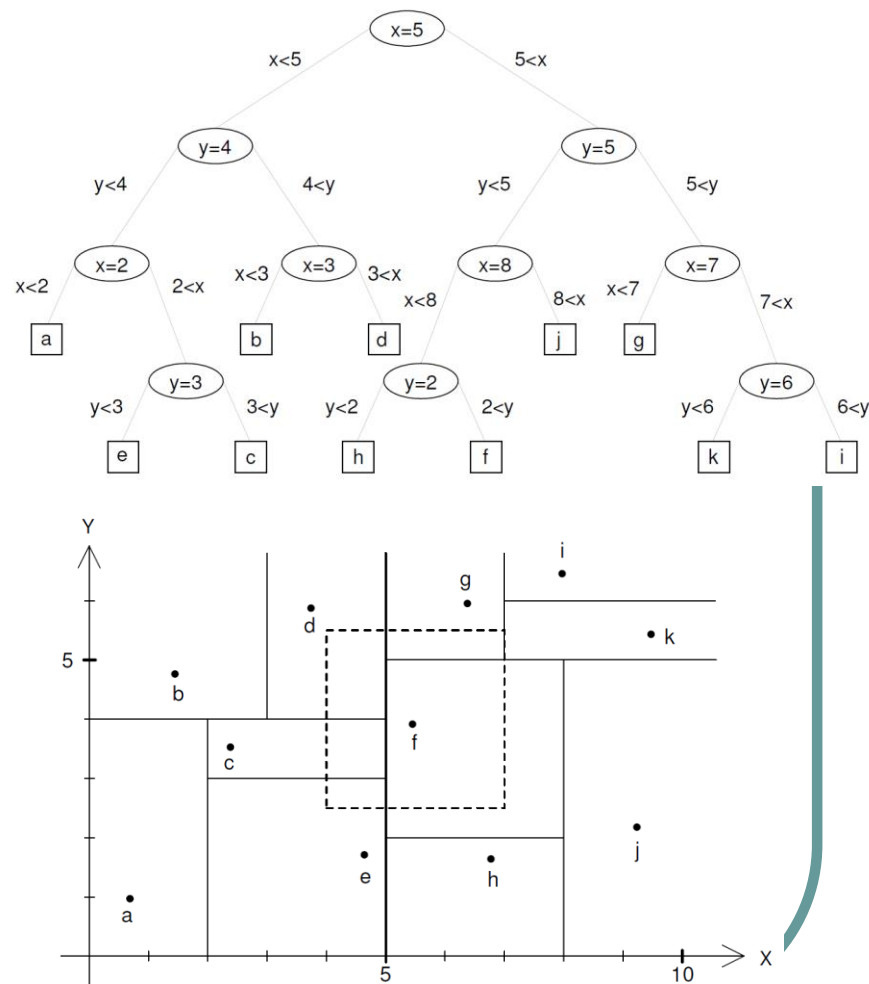 x=5
x<5 5<x
y=4 y=5
y<4 4<y y<5 5<y
x=2 x=3 x=8 x=7
x<2 2<x x<3 3<x x<8 8<x x<7 7<x
a b d j g
y=3 y=2 y=6
y<3 3<y y<2 2<y y<6 6<y
e c h f k i
Y
i
g
d
k
5
b
f
c
j
e h
a
X
5 10